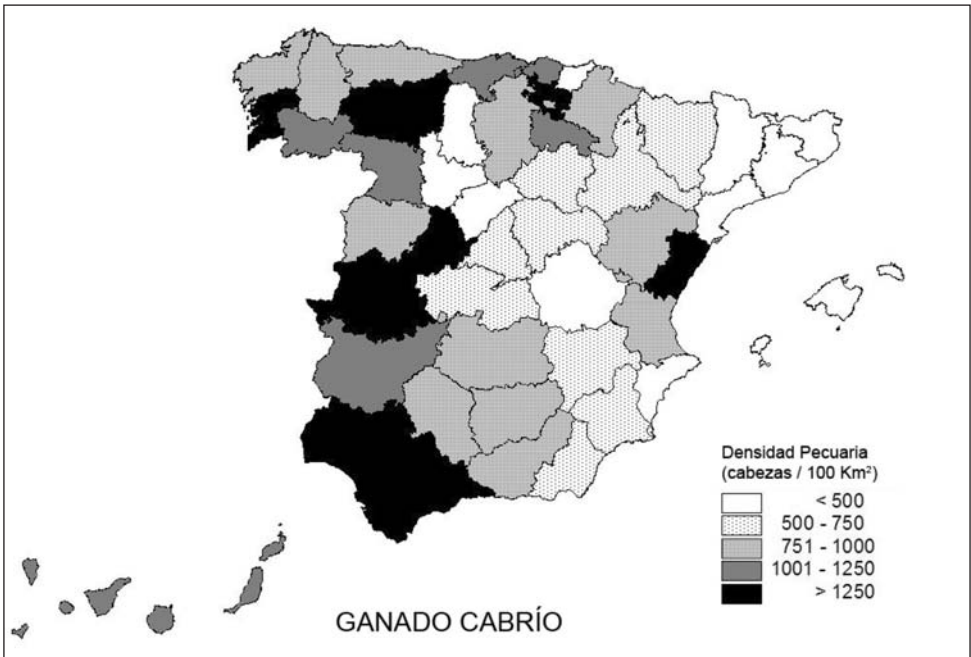 Densidad Pecuaria
(cabezas / 100 Km²)
< 500
500 - 750
751 - 1000
1001 - 1250
> 1250
GANADO CABRÍO